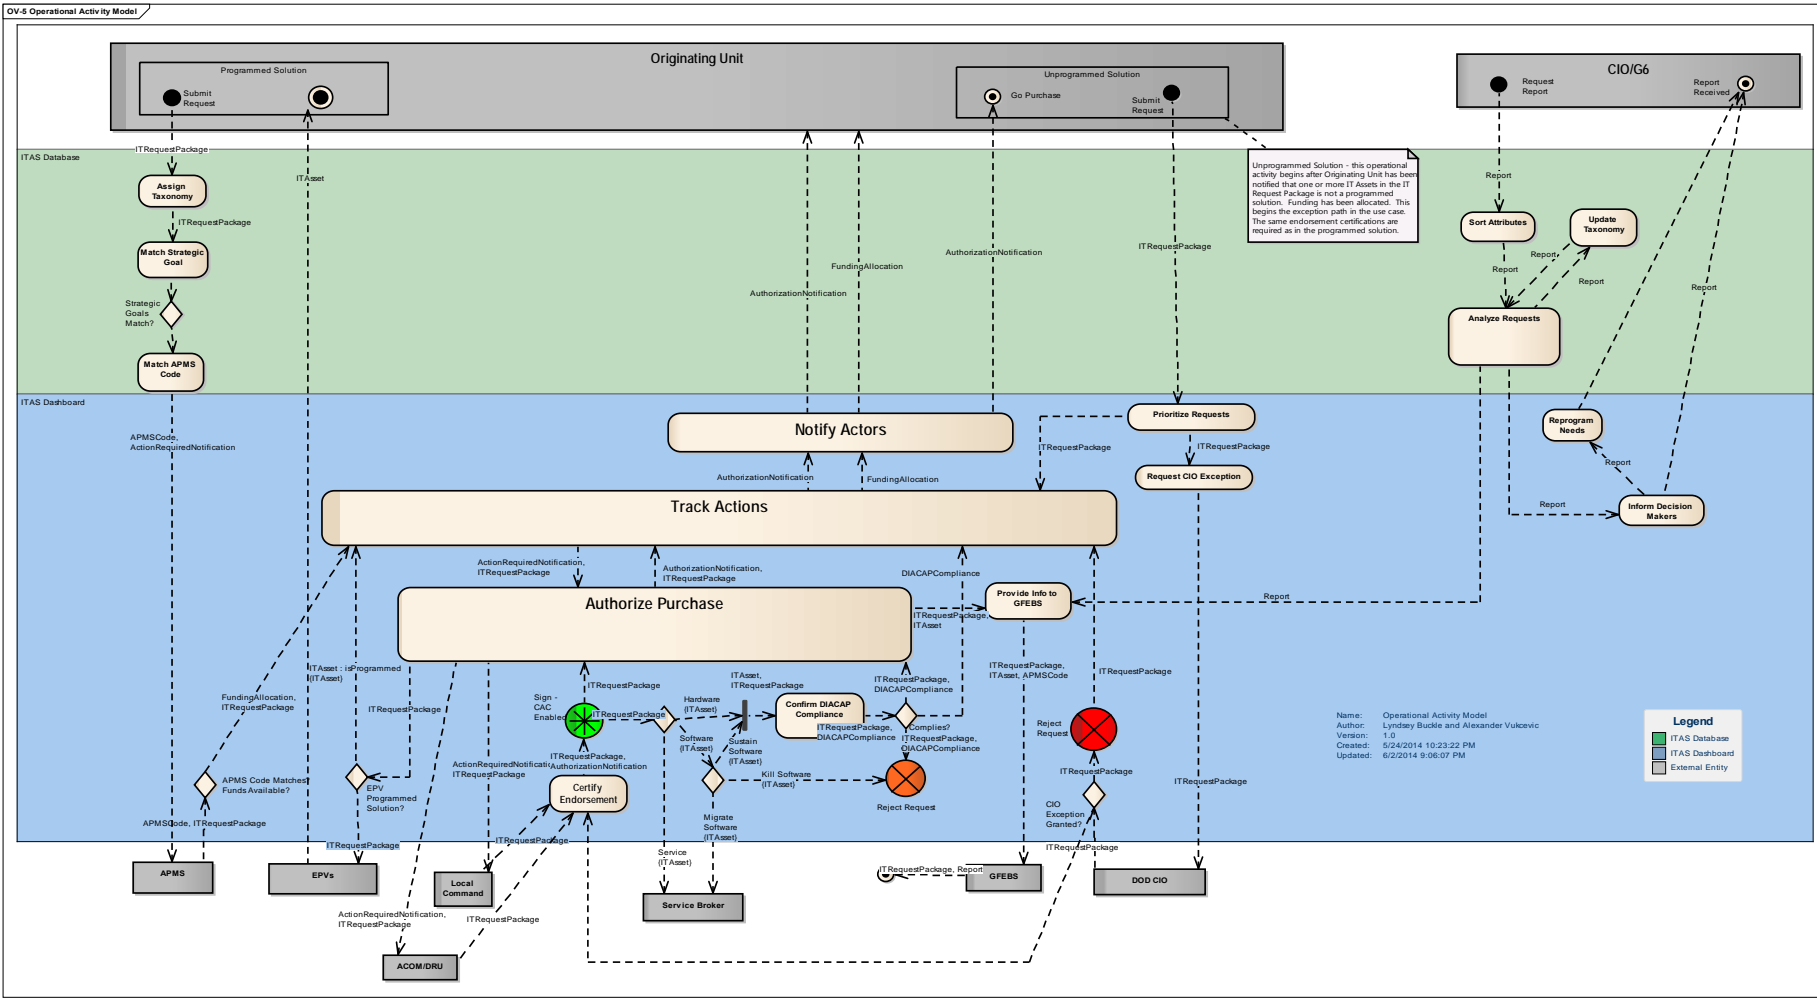 OV-5 Operational Activity Model
Originating Unit
Programmed Solution
Submit
Request
Unprogrammed Solution
Go Purchase
Submit
Request
CIO/G6
Request
Report
Report
Received
ITRequestPackage
ITAS Database
ITAsset
Assign
Taxonomy
ITRequestPackage
Match Strategic
Goal
Strategic
Goals
Match?
Match APMS
Code
AuthorizationNotification
FundingAllocation
AuthorizationNotification
ITRequestPackage
Unprogrammed Solution - this operational
activity begins after Originating Unit has been
notified that one or more IT Assets in the IT
Request Package is not a programmed
solution.  Funding has been allocated.  This
begins the exception path in the use case.
The same endorsement certifications are
required as in the programmed solution.
Report
Sort Attributes
Update
Taxonomy
Report
Report
Report
Report
Analyze Requests
ITAS Dashboard
APMSCode,
ActionRequiredNotification
Notify Actors
Prioritize Requests
ITRequestPackage
ITRequestPackage
Request CIO Exception
Reprogram
Needs
Report
Report
Inform Decision
Makers
AuthorizationNotification
FundingAllocation
Track Actions
ActionRequiredNotification,
ITRequestPackage
AuthorizationNotification,
ITRequestPackage
DIACAPCompliance
Authorize Purchase
Provide Info to
GFEBS
Report
ITRequestPackage,
ITAsset
ITAsset : isProgrammed
(ITAsset)
FundingAllocation,
ITRequestPackage
ITRequestPackage
ITRequestPackage
Sign -
CAC
Enabled
ITRequestPackage
Hardware
(ITAsset)
ITAsset,
ITRequestPackage
Confirm DIACAP
Compliance
ITRequestPackage,
DIACAPCompliance
ITRequestPackage,
DIACAPCompliance
Complies?
ITRequestPackage,
DIACAPCompliance
ITRequestPackage,
ITAsset, APMSCode
ITRequestPackage
Reject
Request
Software
(ITAsset)
Sustain
Software
(ITAsset)
Kill Software
(ITAsset)
Reject Request
ITRequestPackage,
AuthorizationNotification
ITRequestPackage
Certify
Endorsement
APMS Code Matches?
Funds Available?
EPV
Programmed
Solution?
ITRequestPackage
CIO
Exception
Granted?
ITRequestPackage
Name: Operational Activity Model
Author: Lyndsey Buckle and Alexander Vukcevic
Version: 1.0
Created: 5/24/2014 10:23:22 PM
Updated: 6/2/2014 9:06:07 PM
Legend
ITAS Database
ITAS Dashboard
External Entity
APMSCode, ITRequestPackage
ITRequestPackage
ITRequestPackage
Migrate
Software
(ITAsset)
Service
(ITAsset)
ITRequestPackage
APMS
EPVs
Local
Command
Service Broker
ITRequestPackage, Report
GFEBS
DOD CIO
ActionRequiredNotification,
ITRequestPackage
ITRequestPackage
ACOM/DRU